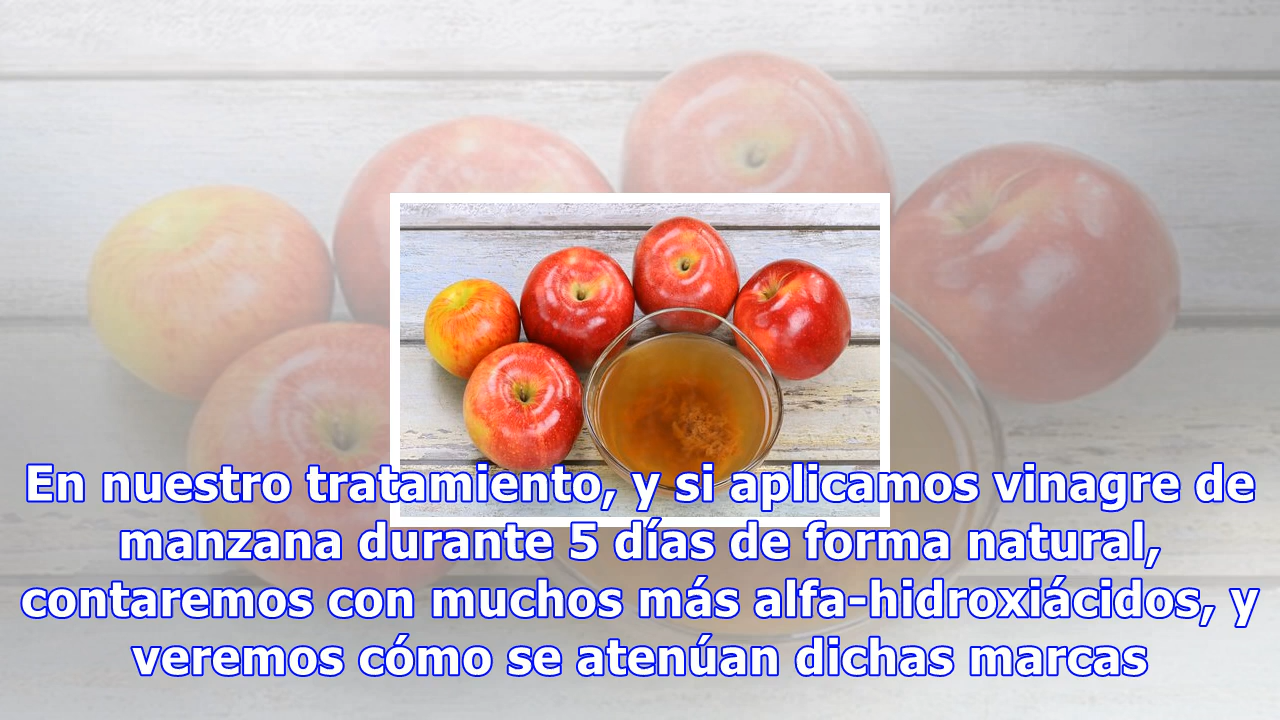 En nuestro tratamiento, y si aplicamos vinagre de
manzana durante 5 días de forma natural,
contaremos con muchos más alfa-hidroxiácidos, y
veremos cómo se atenúan dichas marcas